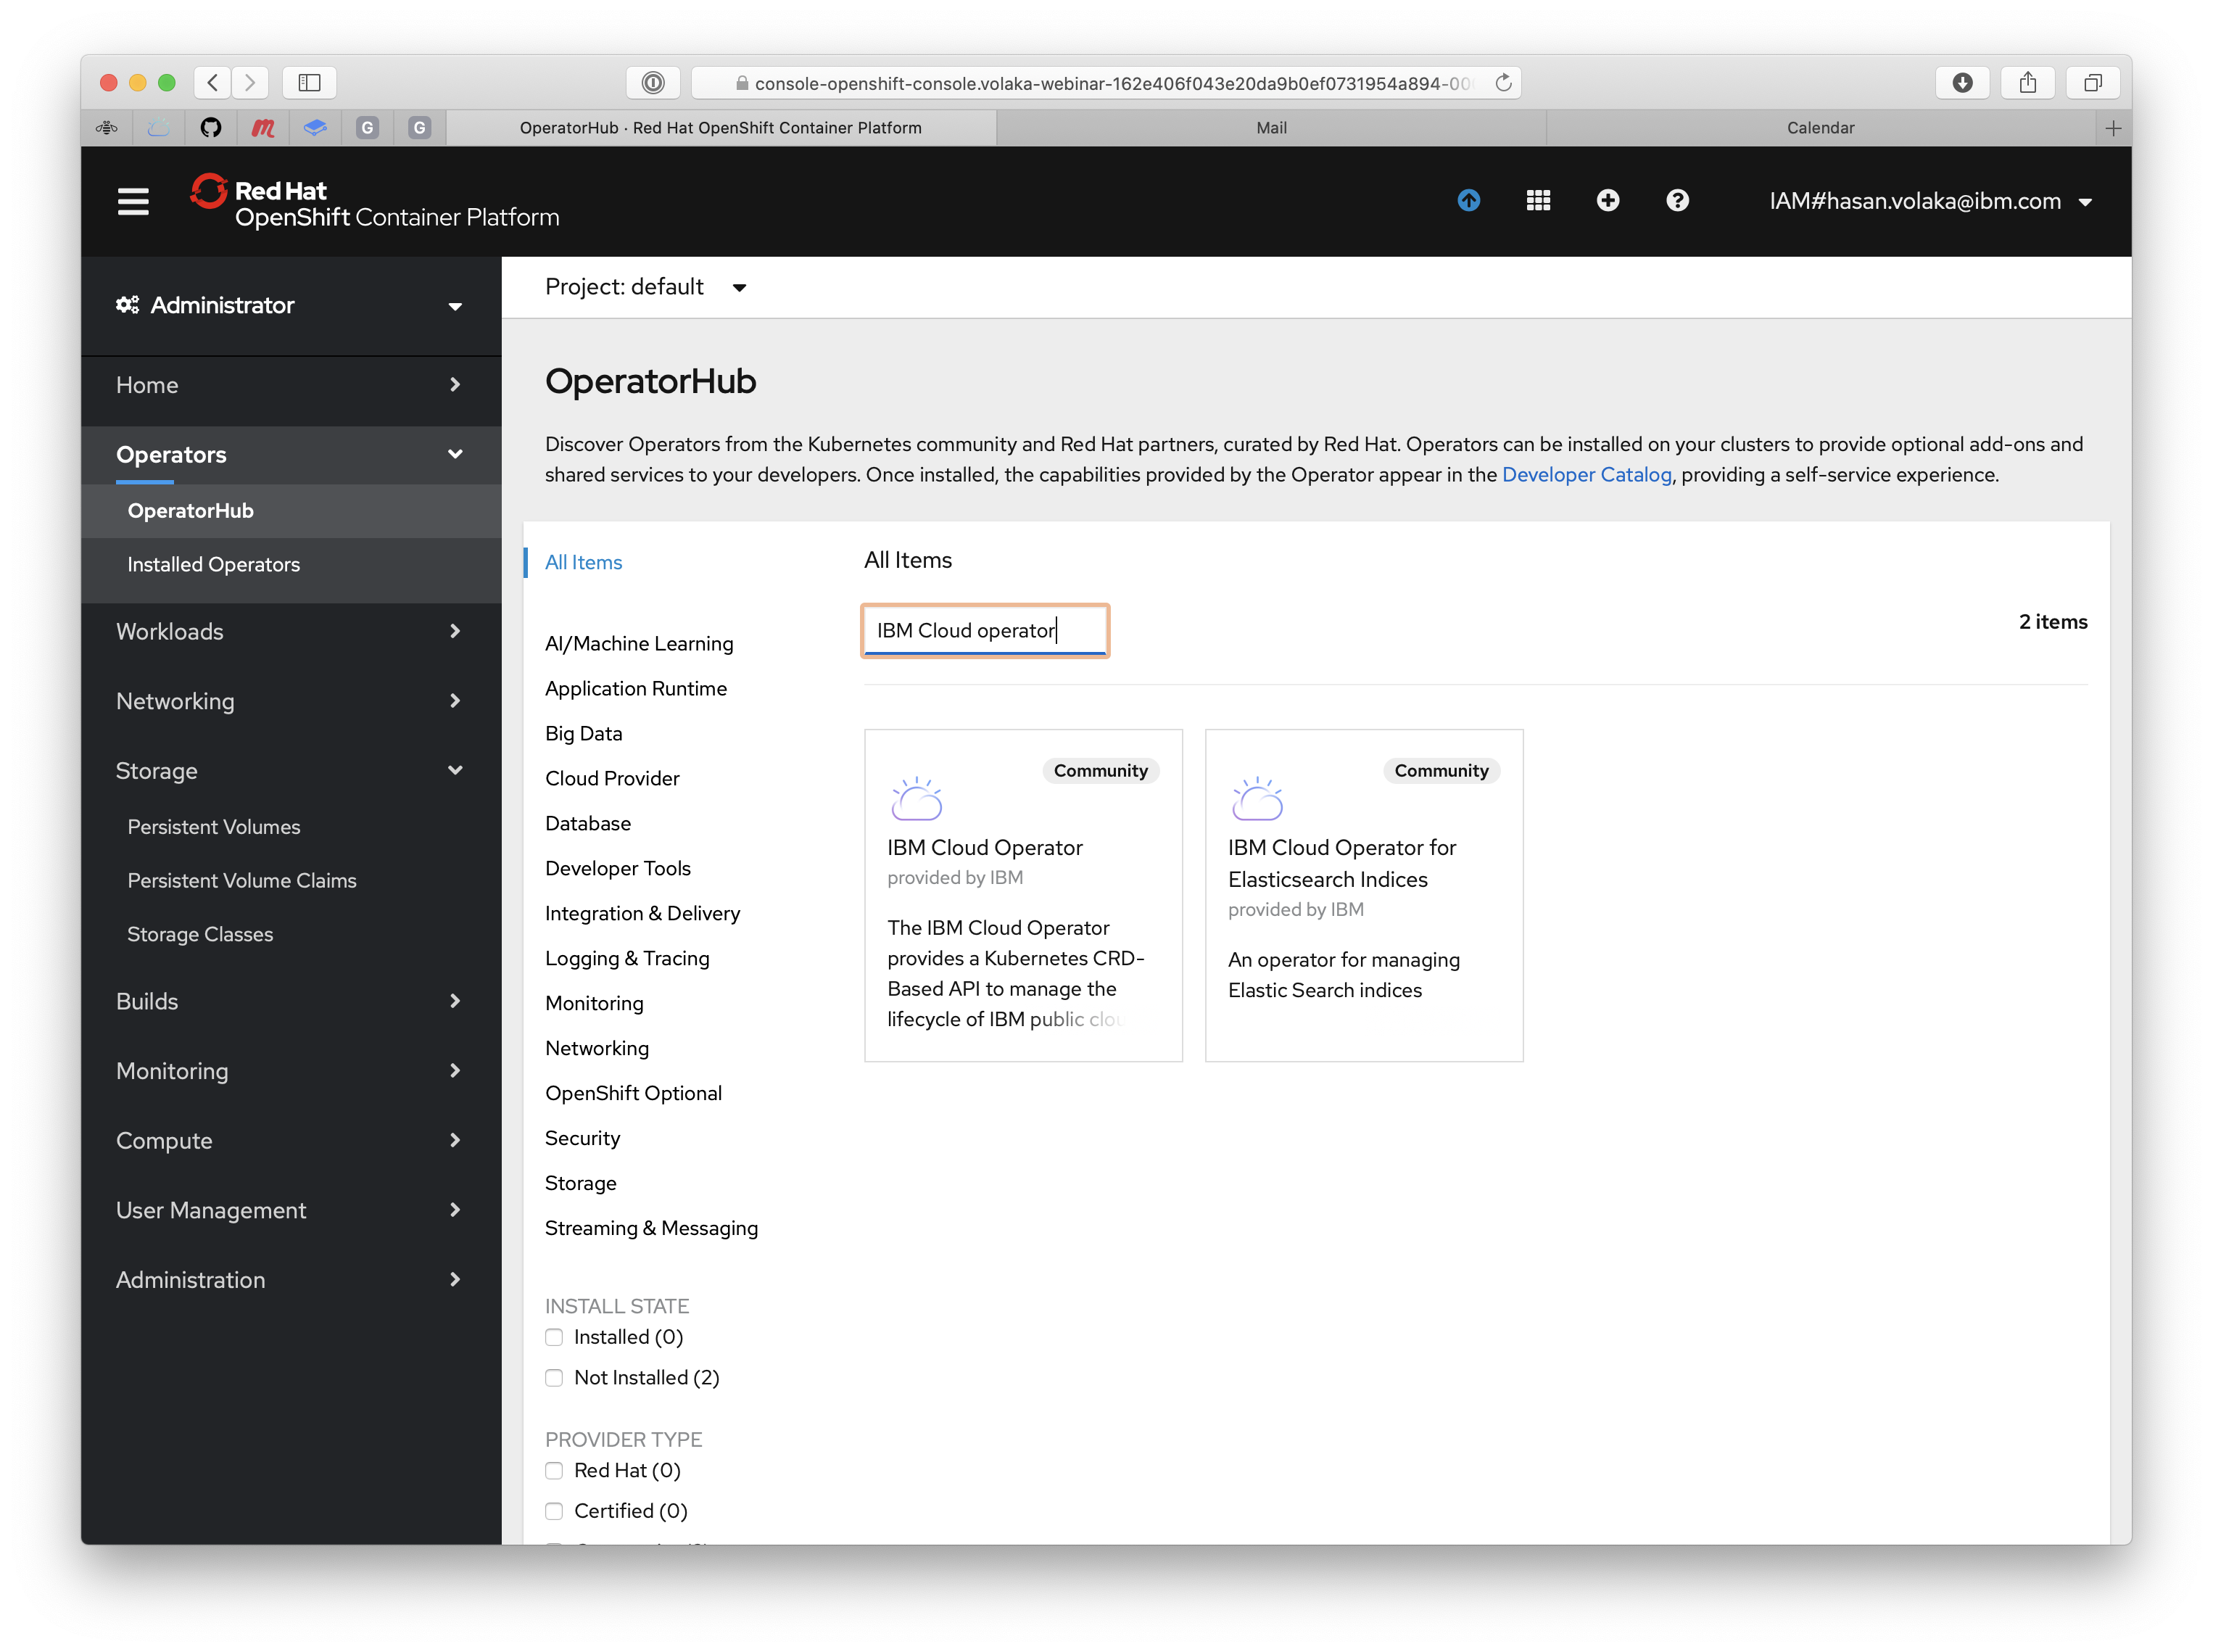 console-openshift-console.volaka-webinar-162e406f043e20da9b0ef0731954a894-00
G
G
OperatorHub · Red Hat OpenShift Container Platform
Mail
Calendar
Red Hat
OpenShift Container Platform
IAM#hasan.volaka@ibm.com
Administrator
Home
Operators
OperatorHub
Installed Operators
Workloads
Networking
Storage
Persistent Volumes
Persistent Volume Claims
Storage Classes
Builds
Monitoring
Compute
User Management
Administration
Project: default
OperatorHub
Discover Operators from the Kubernetes community and Red Hat partners, curated by Red Hat. Operators can be installed on your clusters to provide optional add-ons and
shared services to your developers. Once installed, the capabilities provided by the Operator appear in the Developer Catalog, providing a self-service experience.
All Items
AI/Machine Learning
Application Runtime
Big Data
Cloud Provider
Database
Developer Tools
Integration & Delivery
Logging & Tracing
Monitoring
Networking
OpenShift Optional
Security
Storage
Streaming & Messaging
INSTALL STATE
Installed (0)
Not Installed (2)
PROVIDER TYPE
Red Hat (0)
Certified (0)
All Items
IBM Cloud operator
2 items
Community
IBM Cloud Operator
provided by IBM
The IBM Cloud Operator
provides a Kubernetes CRD-
Based API to manage the
lifecycle of IBM public clou
Community
IBM Cloud Operator for
Elasticsearch Indices
provided by IBM
An operator for managing
Elastic Search indices